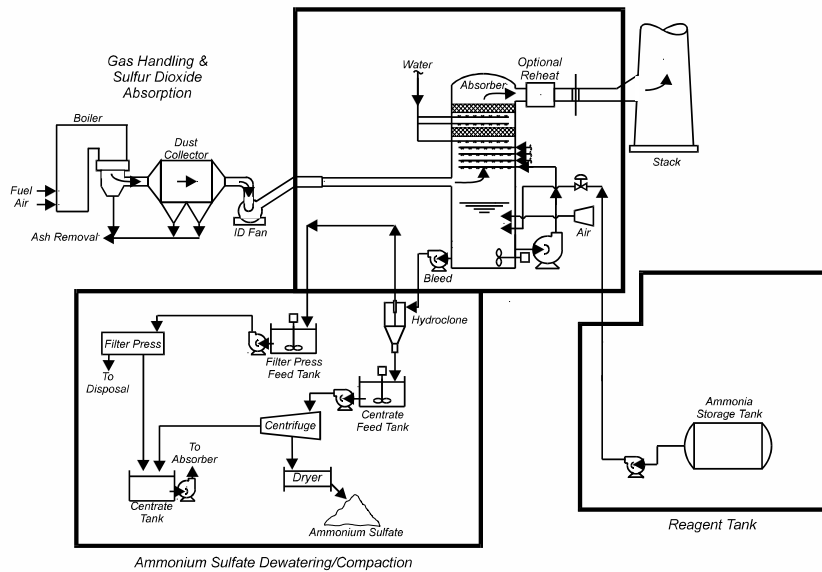 Gas Handling &
Sulfur Dioxide
Absorption
Water
Absorber
Optional
Reheat
Boiler
Dust
Collector
Stack
Fuel
Air
ID Fan
Ash Removal
Air
Bleed
Hydroclone
Filter Press
To
Disposal
Filter Press
Feed Tank
Centrate
Feed Tank
Centrifuge
Ammonia
Storage Tank
To
Absorber
Dryer
Centrate
Tank
Ammonium Sulfate
Reagent Tank
Ammonium Sulfate Dewatering/Compaction